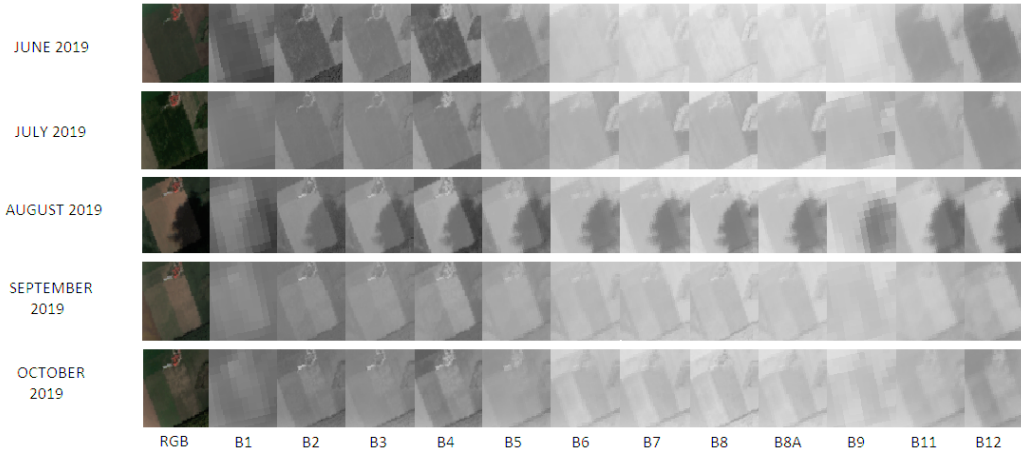 JUNE 2019
JULY 2019
AUGUST 2019
SEPTEMBER
2019
OCTOBER
2019
RGB B1 B2 B3 B4 B5 B6 B7 B8 B8A B9 B11 B12